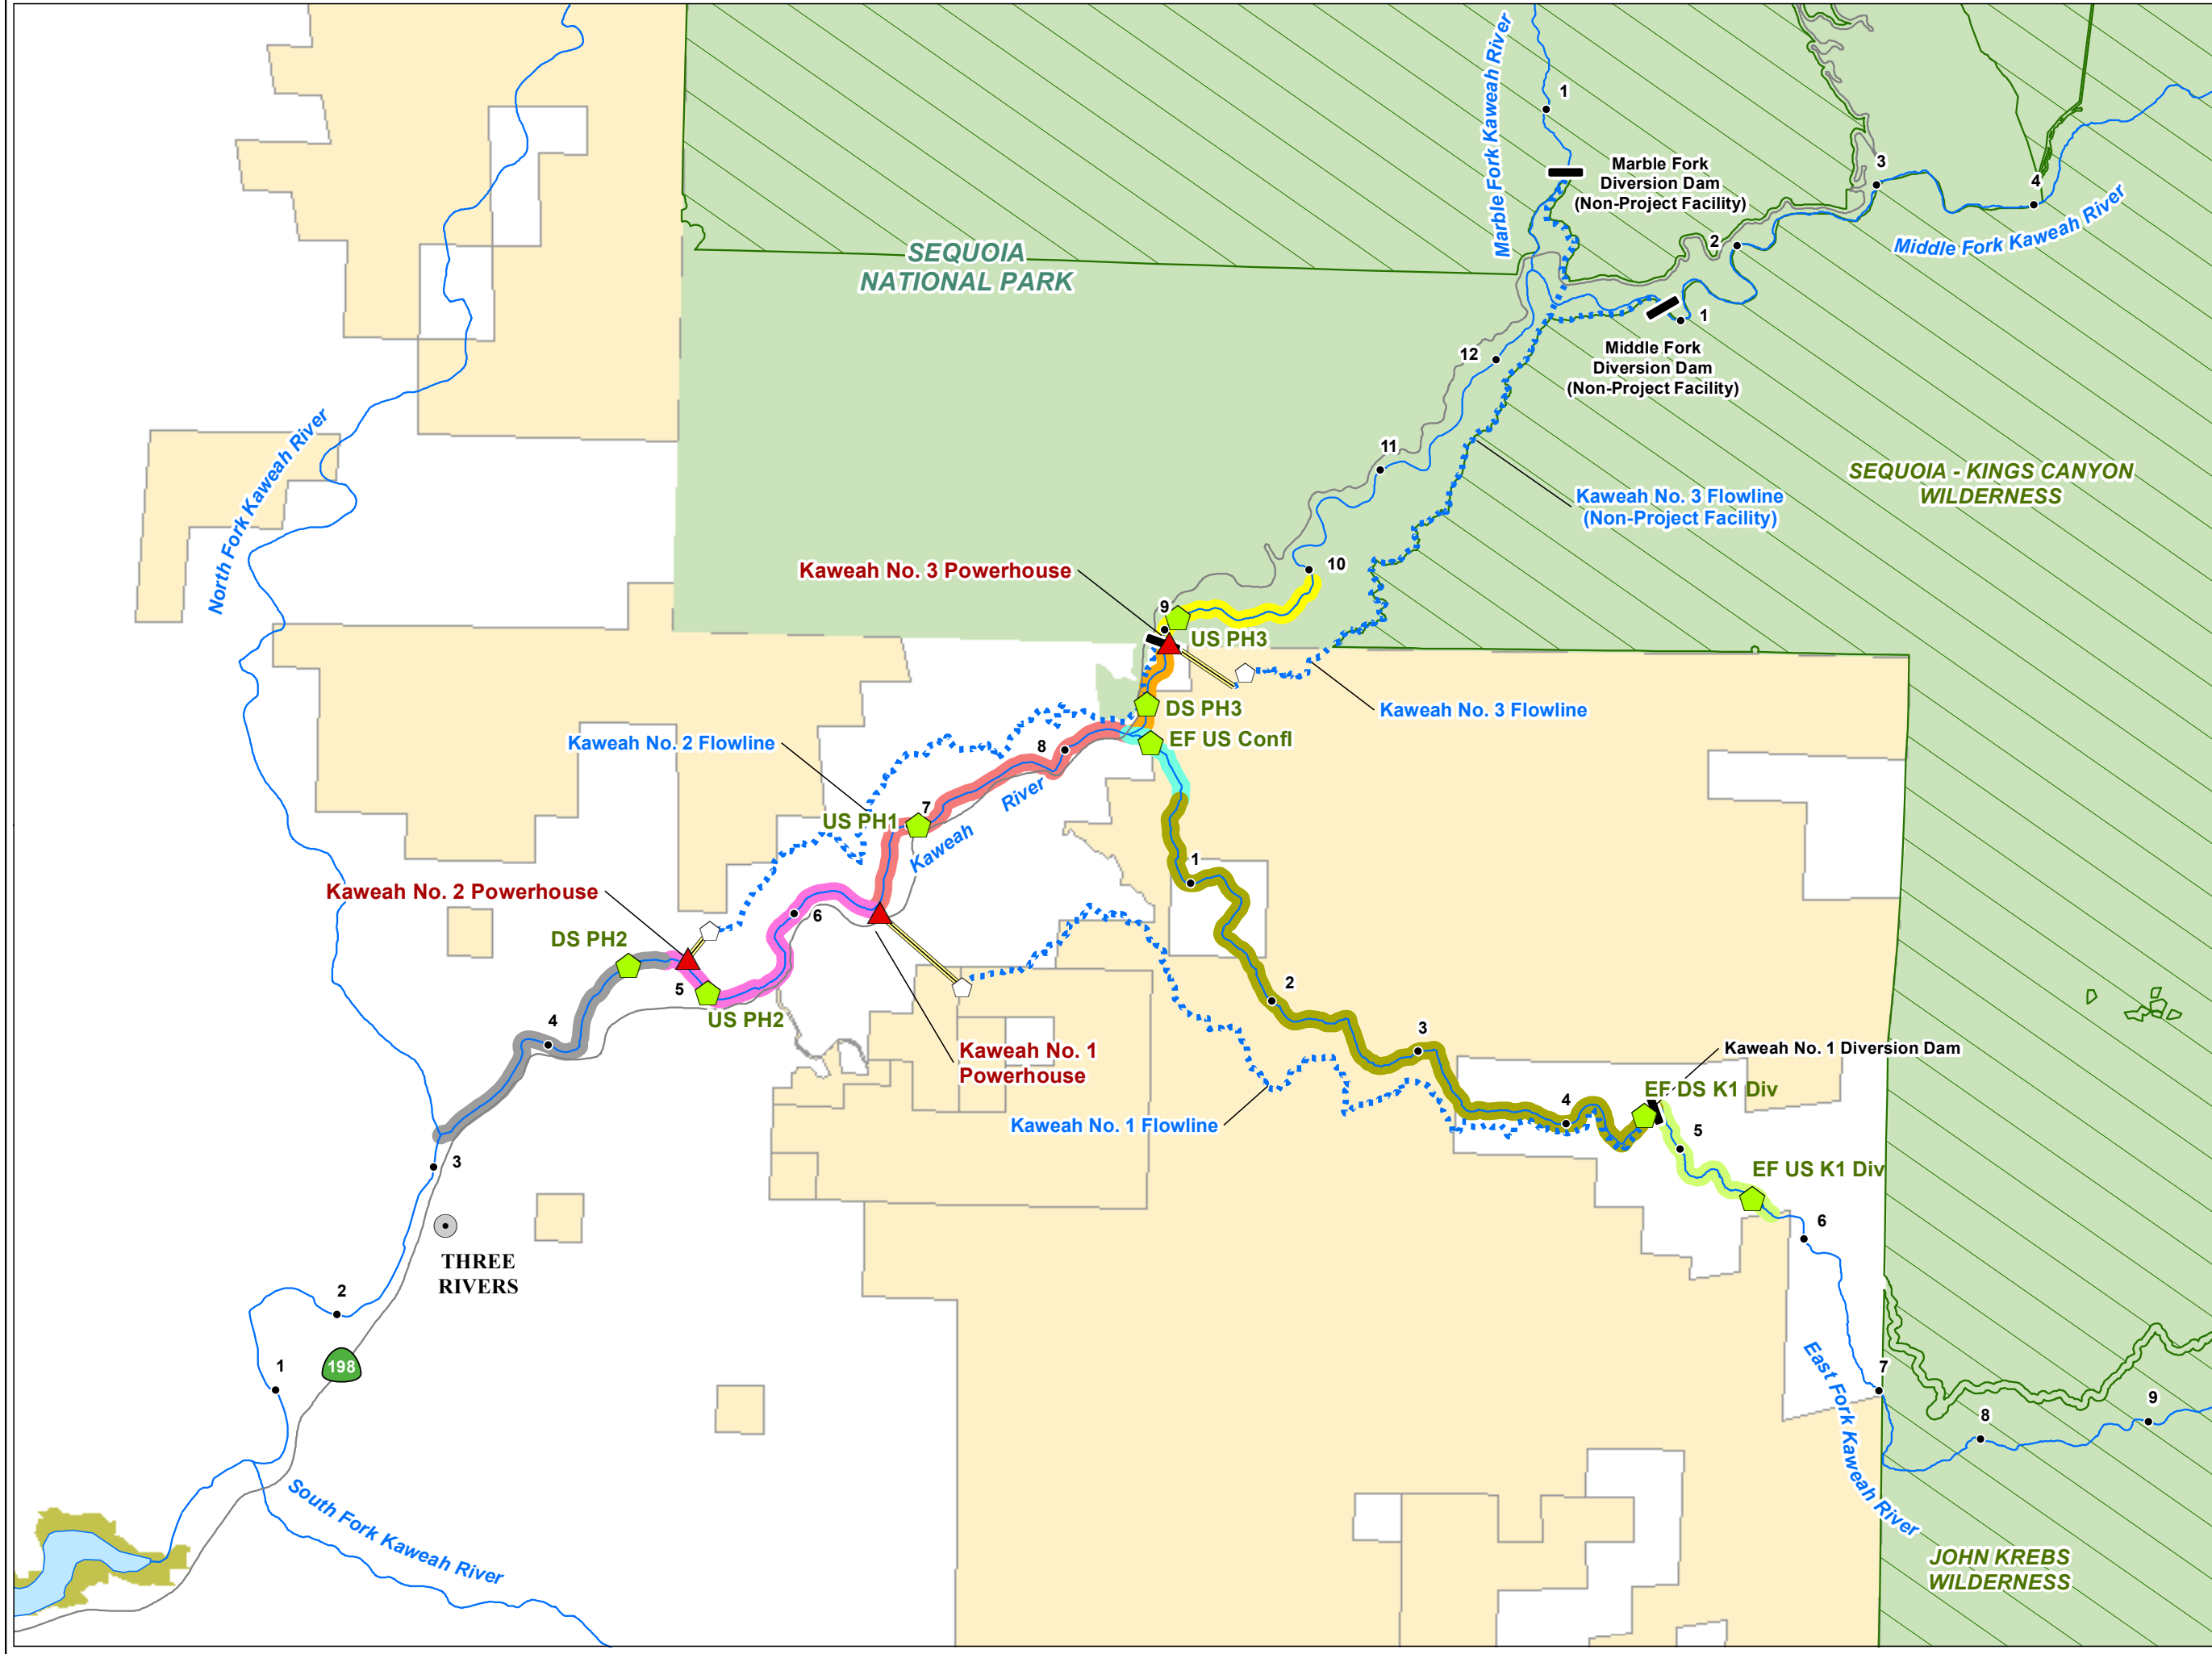 Marble Fork Kaweah River
1
Marble Fork
Diversion Dam
(Non-Project Facility)
3
4
2
Middle Fork Kaweah River
SEQUOIA
NATIONAL PARK
1
12
Middle Fork
Diversion Dam
(Non-Project Facility)
North Fork Kaweah River
11
SEQUOIA - KINGS CANYON
WILDERNESS
Kaweah No. 3 Flowline
(Non-Project Facility)
Kaweah No. 3 Powerhouse
10
9
US PH3
DS PH3
Kaweah No. 3 Flowline
Kaweah No. 2 Flowline
EF US Confl
8
River
7
US PH1
Kaweah
1
Kaweah No. 2 Powerhouse
6
DS PH2
5
US PH2
2
4
3
Kaweah No. 1
Powerhouse
Kaweah No. 1 Diversion Dam
EF DS K1 Div
4
Kaweah No. 1 Flowline
5
3
EF US K1 Div
6
THREE
RIVERS
2
198
1
7
East Fork Kaweah River
9
8
South Fork Kaweah River
JOHN KREBS
WILDERNESS